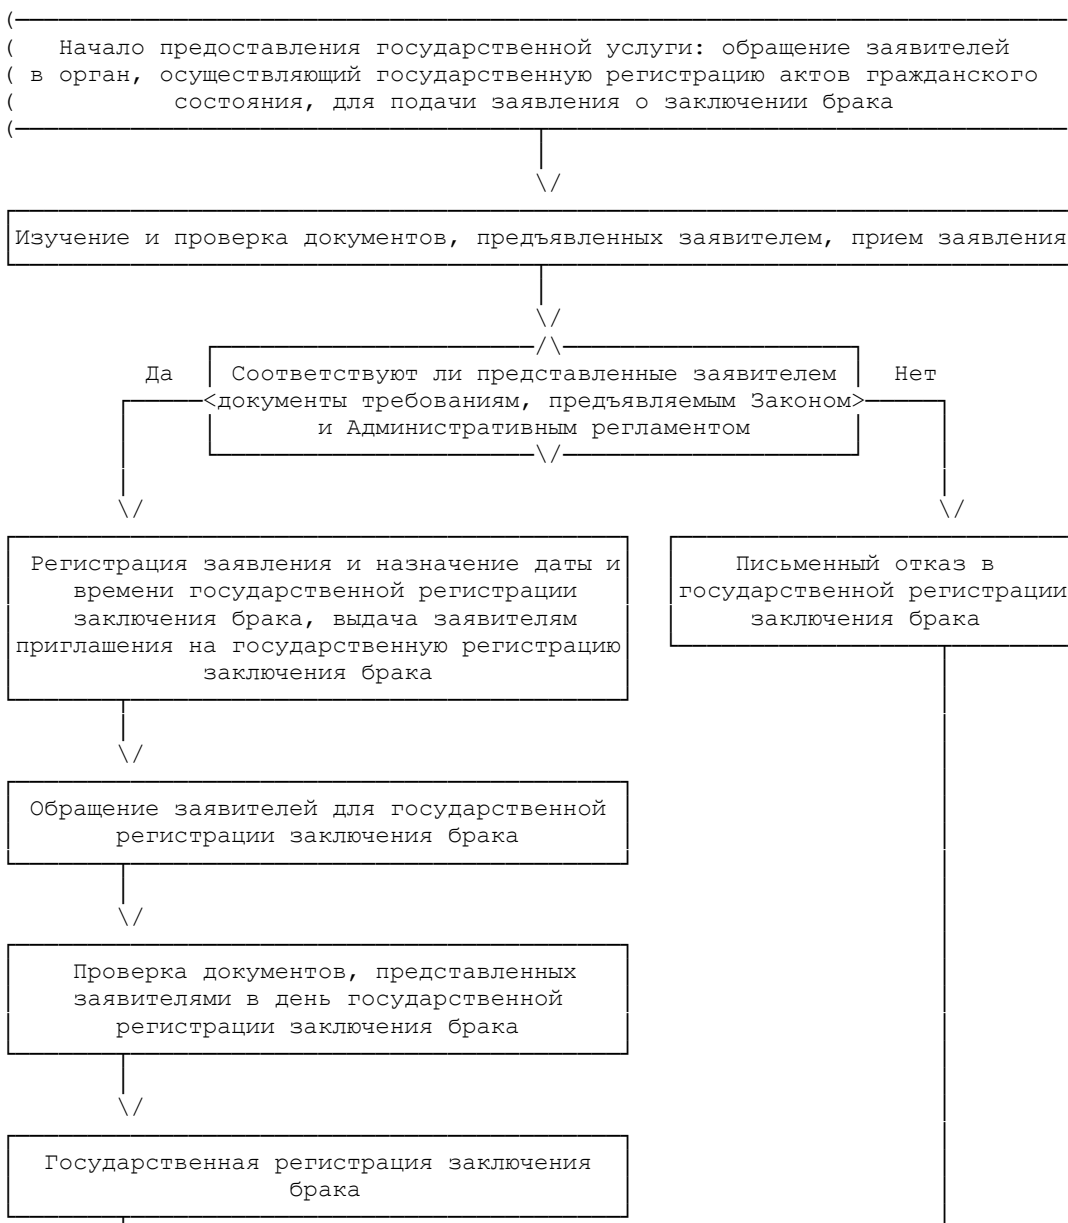 Начало предоставления государственной услуги: обращение заявителей
в орган, осуществляющий государственную регистрацию актов гражданского
состояния, для подачи заявления о заключении брака
Изучение и проверка документов, предъявленных заявителем, прием заявления
Да
Соответствуют ли представленные заявителем
Нет
документы требованиям, предъявляемым Законом
и Административным регламентом
Регистрация заявления и назначение даты и
времени государственной регистрации
заключения брака, выдача заявителям
приглашения на государственную регистрацию
заключения брака
Письменный отказ в
государственной регистрации
заключения брака
Обращение заявителей для государственной
регистрации заключения брака
Проверка документов, представленных
заявителями в день государственной
регистрации заключения брака
Государственная регистрация заключения
брака